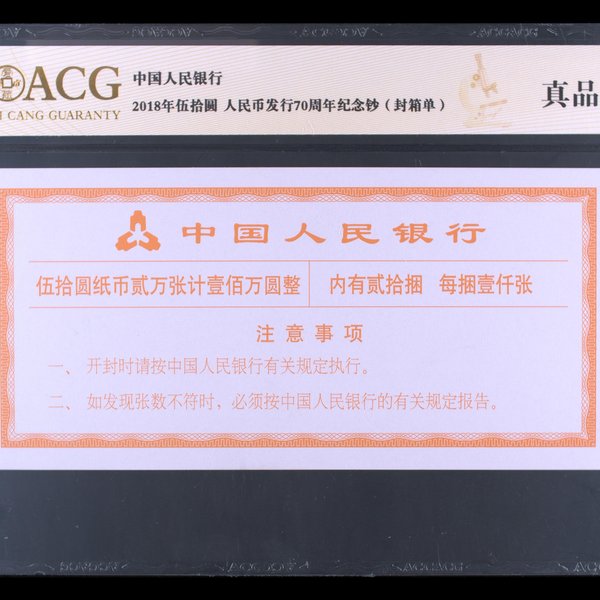 ACG
CANG GUARANTY
中国人民银行
2018年伍拾圆 人民币发行70周年纪念钞（封箱单）
真品
中国人民银行
伍拾圆纸币贰万张计壹佰万圆整 内有贰拾捆 每捆壹仟张
注意事项
一、开封时请按中国人民银行有关规定执行。
二、如发现张数不符时，必须按中国人民银行的有关规定报告。